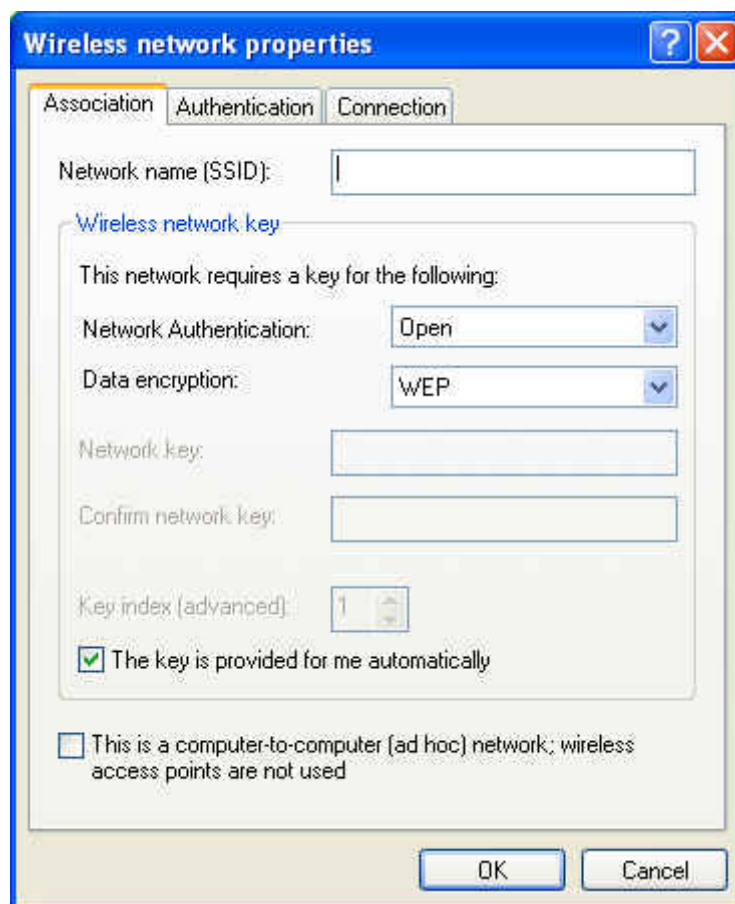 Wireless network properties
Association
Authentication
Connection
Network name (SSID):
Wireless network key
This network requires a key for the following:
Network Authentication:
Open
Data encryption:
WEP
Network key:
Confirm network key:
Key index (advanced):
1
The key is provided for me automatically
This is a computer-to-computer (ad hoc) network; wireless
access points are not used
OK
Cancel